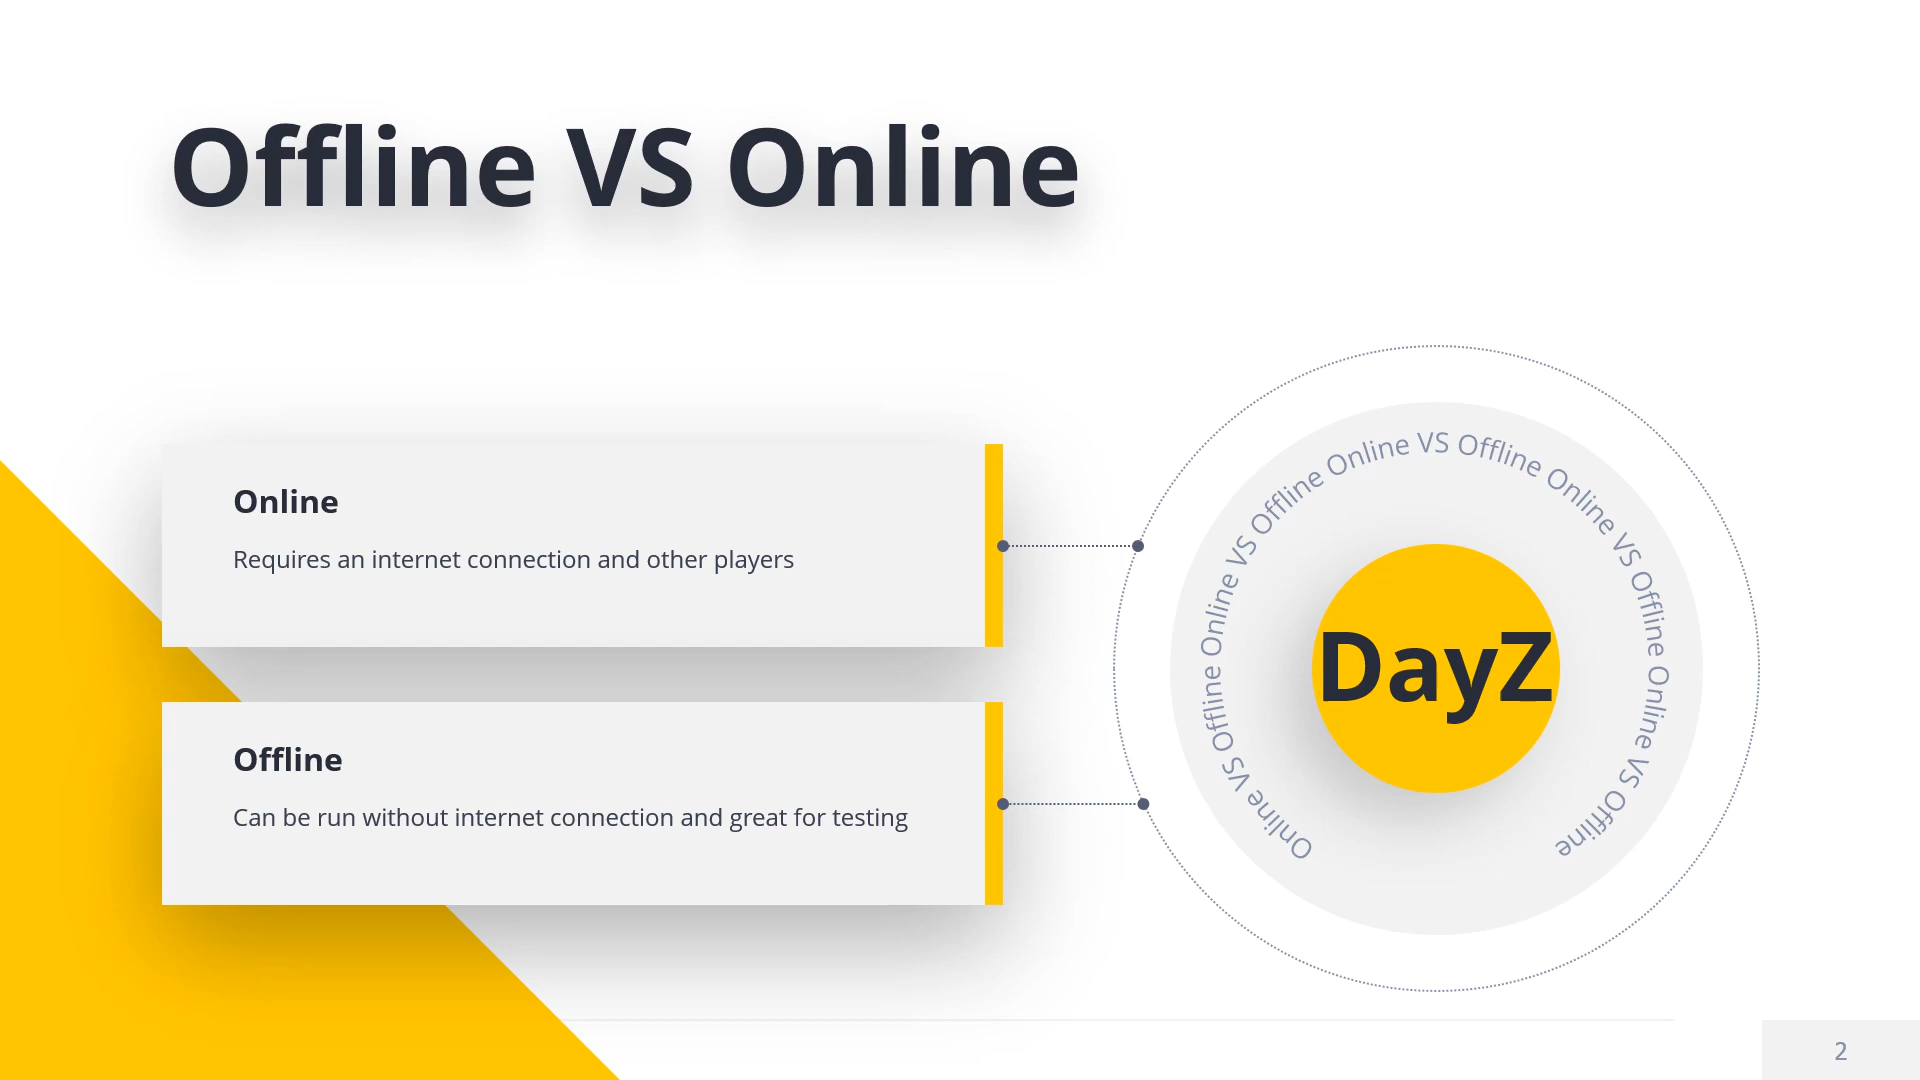 Offline VS Online
Online
Requires an internet connection and other players
Offline
Can be run without internet connection and great for testing
Online VS Offline Online VS Offline Online VS Offline Online VS Offline Online VS Offline
DayZ
2